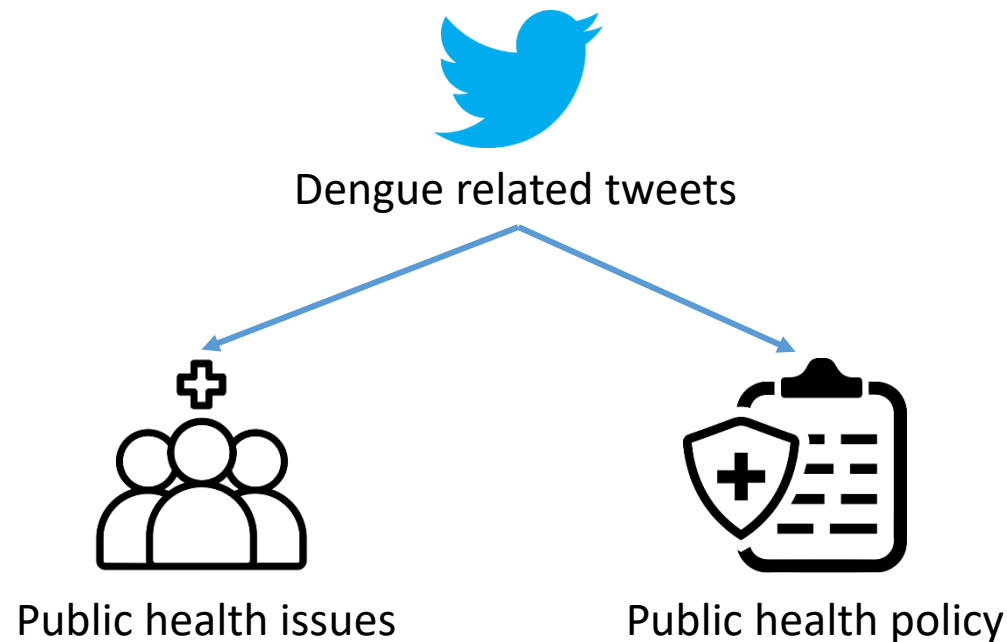 Dengue related tweets
Public health issues
Public health policy